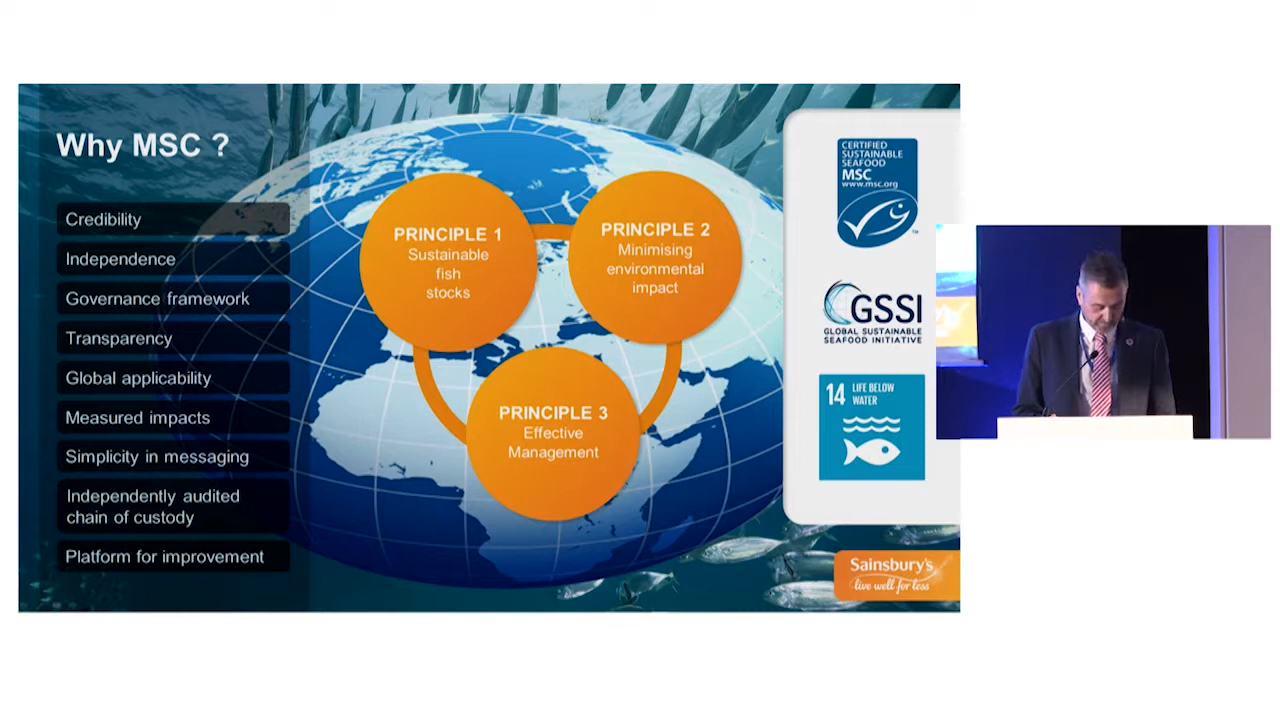 Why MSC ?
Credibility
Independence
Governance framework
Transparency
Global applicability
Measured impacts
Simplicity in messaging
Independently audited
chain of custody
Platform for improvement
PRINCIPLE 1
Sustainable
fish
stocks
PRINCIPLE 2
Minimising
environmental
impact
PRINCIPLE 3
Effective
Management
CERTIFIED
SUSTAINABLE
SEAFOOD
MSC
www.msc.org
TM
GSSI
GLOBAL SUSTAINABLE
SEAFOOD INITIATIVE
14 LIFE BELOW
WATER
Sainsbury's
live well for less